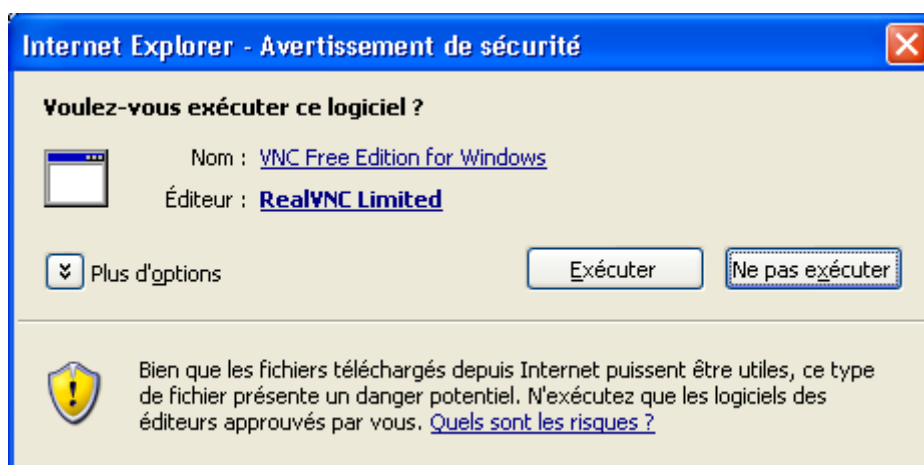 Internet Explorer - Avertissement de sécurité
Voulez-vous exécuter ce logiciel ?
Nom : VNC Free Edition for Windows
Éditeur : RealVNC Limited
Plus d'options
Exécuter
Ne pas exécuter
Bien que les fichiers téléchargés depuis Internet puissent être utiles, ce type
de fichier présente un danger potentiel. N'exécutez que les logiciels des
éditeurs approuvés par vous. Quels sont les risques ?